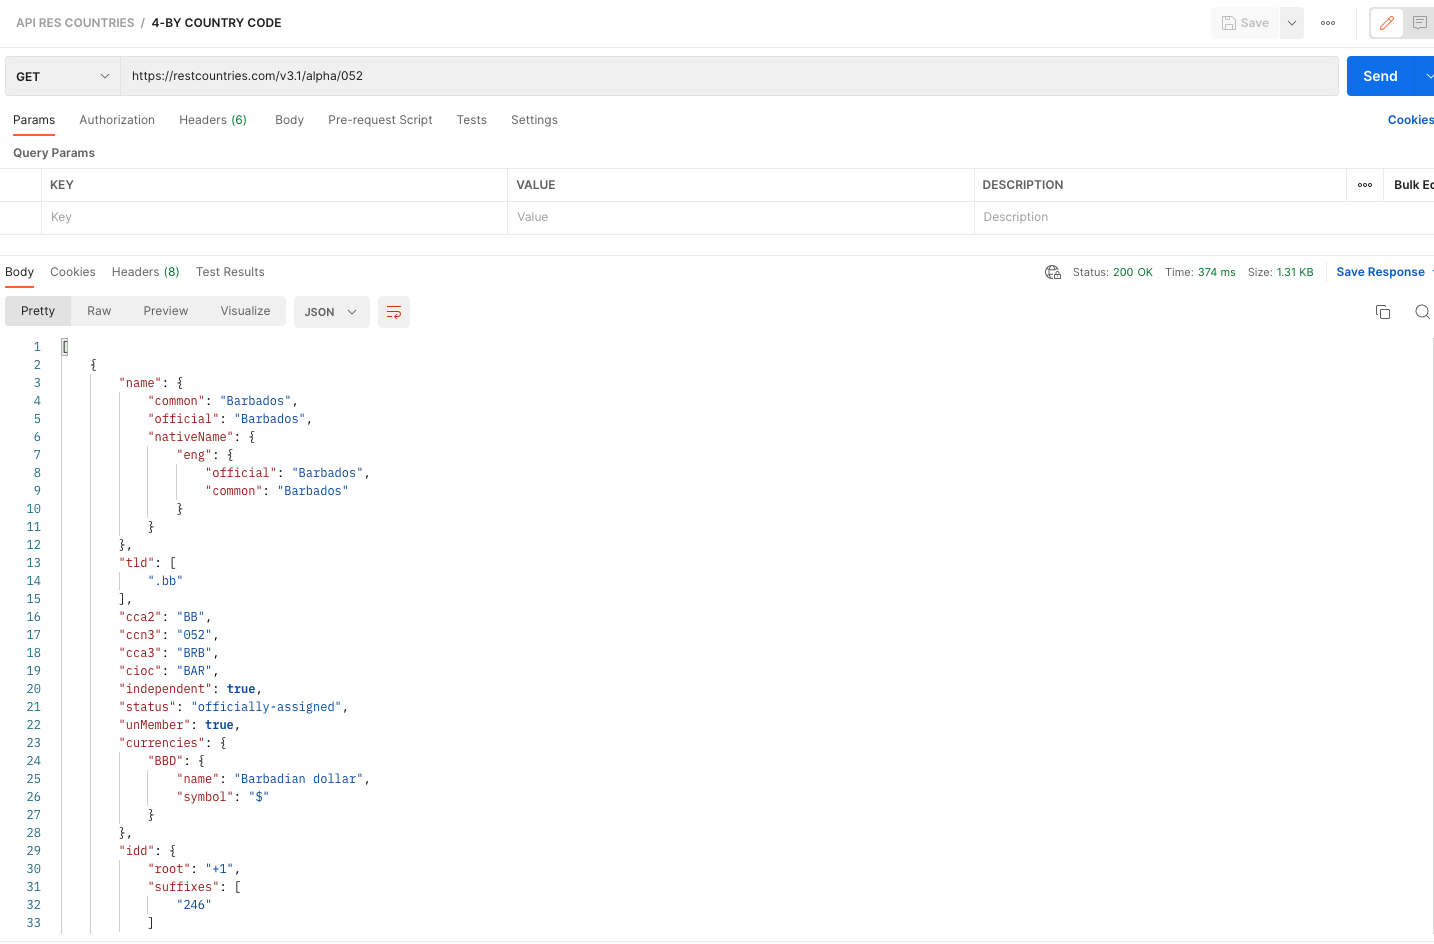 API RES COUNTRIES / 4-BY COUNTRY CODE Save
GET https://restcountries.com/v3.1/alpha/052 Send
Params Authorization Headers (6) Body Pre-request Script Tests Settings Cookies
Query Params
KEY VALUE DESCRIPTION Bulk Ed
Key Value Description
Body Cookies Headers (8) Test Results Status: 200 OK Time: 374 ms Size: 1.31 KB Save Response
Pretty Raw Preview Visualize JSON
1 [
2 {
3 "name": {
4 "common": "Barbados",
5 "official": "Barbados",
6 "nativeName": {
7 "eng": {
8 "official": "Barbados",
9 "common": "Barbados"
10 }
11 }
12 },
13 "tld": [
14 ".bb"
15 ],
16 "cca2": "BB",
17 "ccn3": "052",
18 "cca3": "BRB",
19 "cioc": "BAR",
20 "independent": true,
21 "status": "officially-assigned",
22 "unMember": true,
23 "currencies": {
24 "BBD": {
25 "name": "Barbadian dollar",
26 "symbol": "$"
27 }
28 },
29 "idd": {
30 "root": "+1",
31 "suffixes": [
32 "246"
33 ]